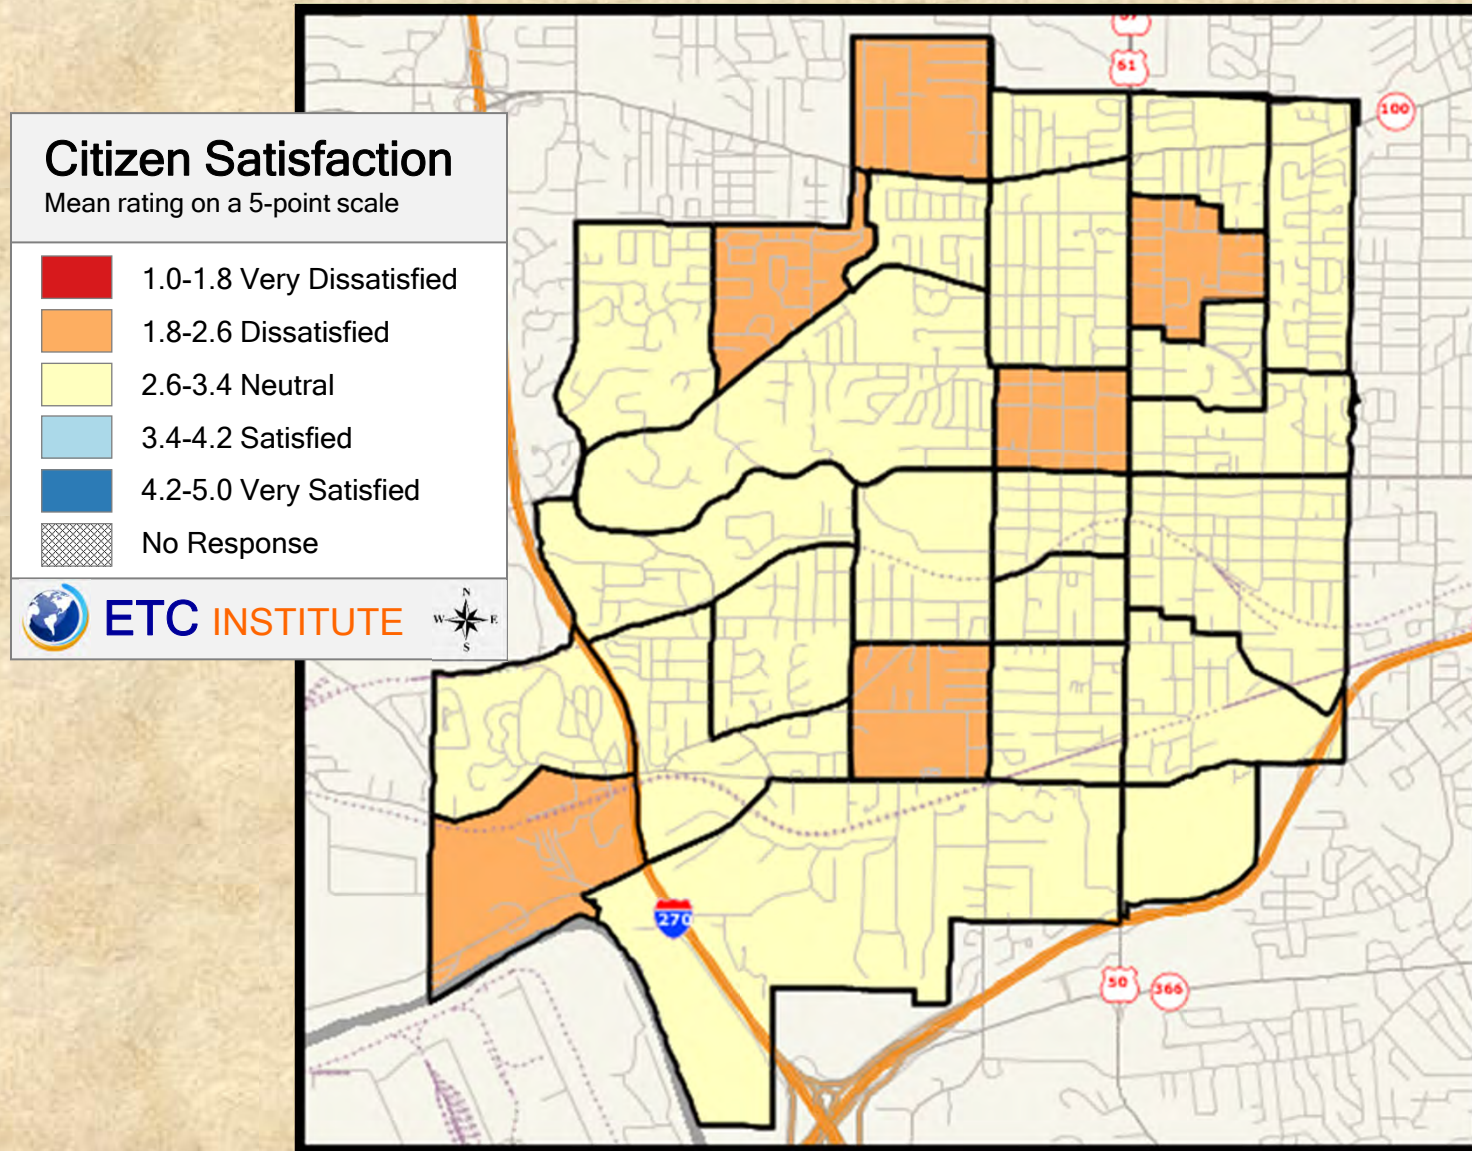 61
100
Citizen Satisfaction
Mean rating on a 5-point scale
1.0-1.8 Very Dissatisfied
1.8-2.6 Dissatisfied
2.6-3.4 Neutral
3.4-4.2 Satisfied
4.2-5.0 Very Satisfied
No Response
ETC INSTITUTE
N
W E
S
270
50 366